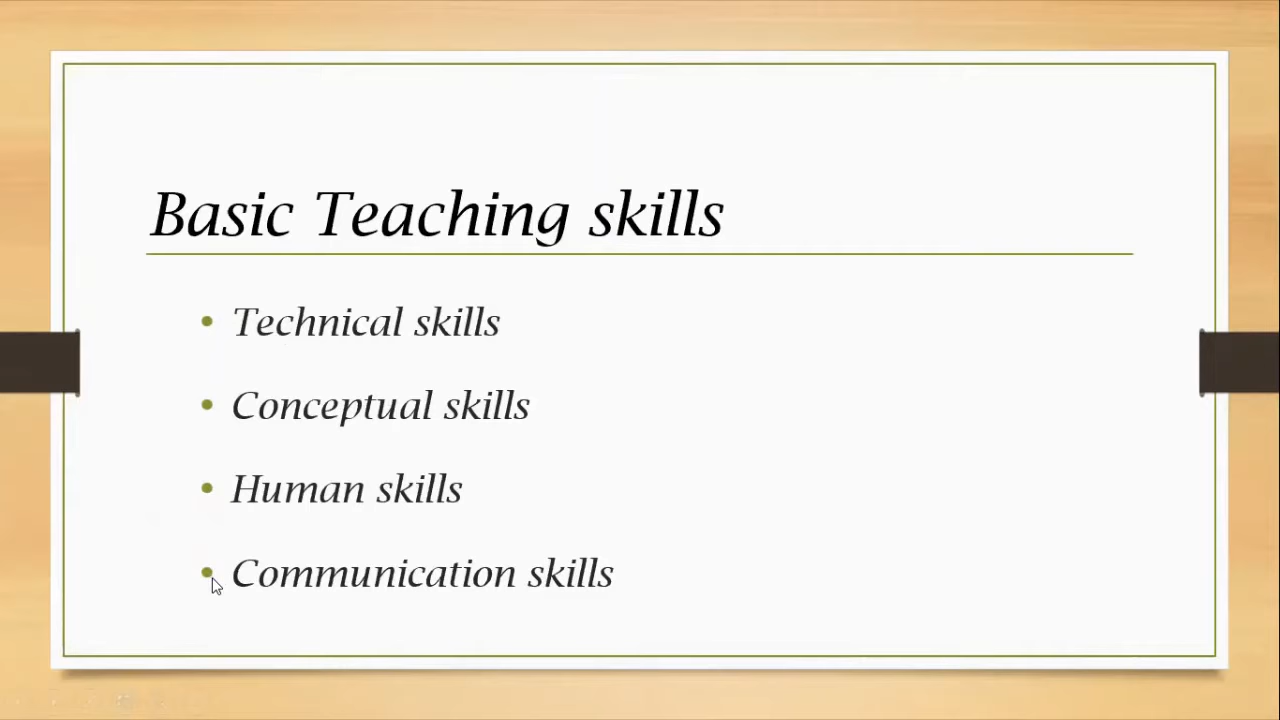 Basic Teaching skills
• Technical skills
• Conceptual skills
• Human skills
• Communication skills